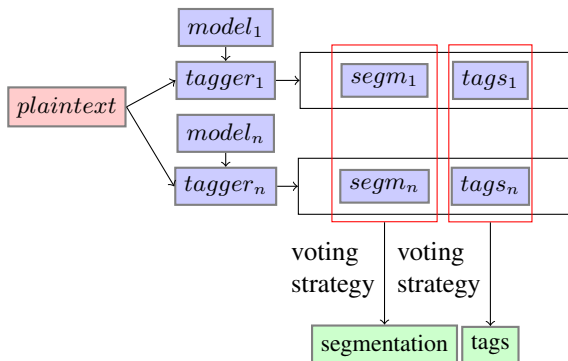 model₁
tagger₁ segm₁ tags₁
plaintext
modelₙ
taggerₙ segmₙ tagsₙ
voting voting
strategy strategy
segmentation tags